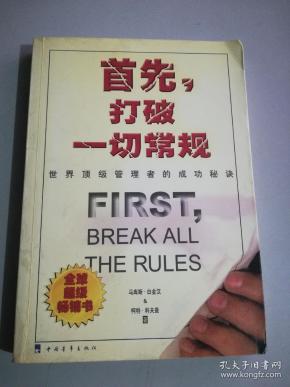 首先，
打破
一切常规
世界顶级管理者的成功秘诀
FIRST,
BREAK ALL
THE RULES
全球
超级
畅销书
马库斯·白金汉
&
柯特·科夫曼
著
中国青年出版社
孔夫子旧书网